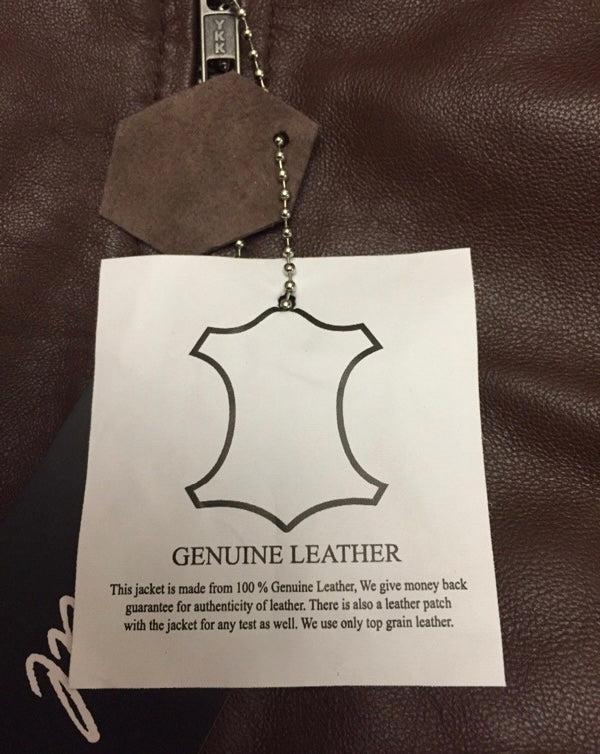 YKK
GENUINE LEATHER
This jacket is made from 100 % Genuine Leather, We give money back
guarantee for authenticity of leather. There is also a leather patch
with the jacket for any test as well. We use only top grain leather.